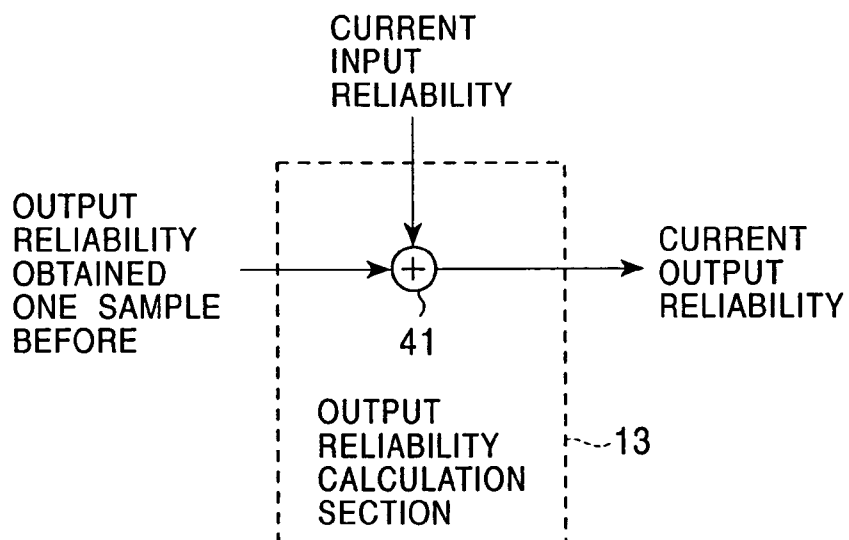 CURRENT
INPUT
RELIABILITY
OUTPUT
RELIABILITY
OBTAINED
ONE SAMPLE
BEFORE
+
CURRENT
OUTPUT
RELIABILITY
41
OUTPUT
RELIABILITY
CALCULATION
SECTION
13